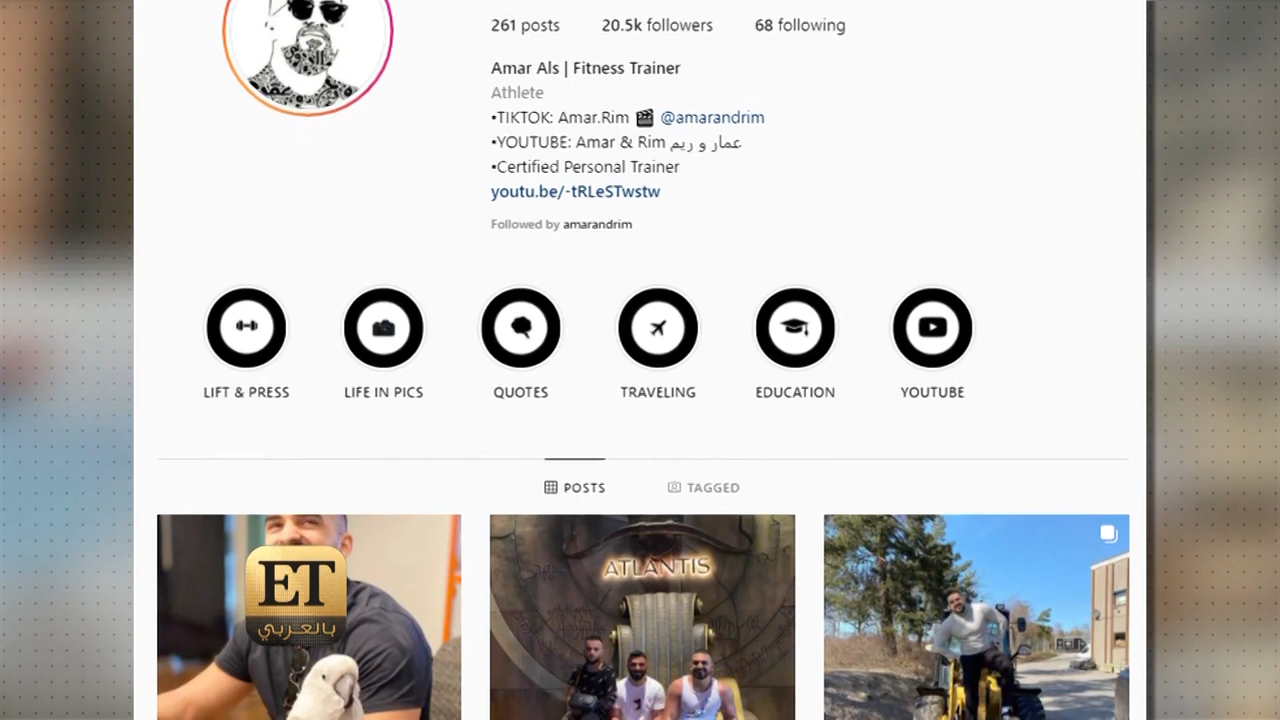 261 posts 20.5k followers 68 following
Amar Als | Fitness Trainer
Athlete
•TIKTOK: Amar.Rim 🎬 @amarandrim
•YOUTUBE: Amar & Rim عمار و ريم
•Certified Personal Trainer
youtu.be/-tRLeSTwstw
Followed by amarandrim
LIFT & PRESS LIFE IN PICS QUOTES TRAVELING EDUCATION YOUTUBE
POSTS TAGGED
ET
بالعربي
ATLANTIS